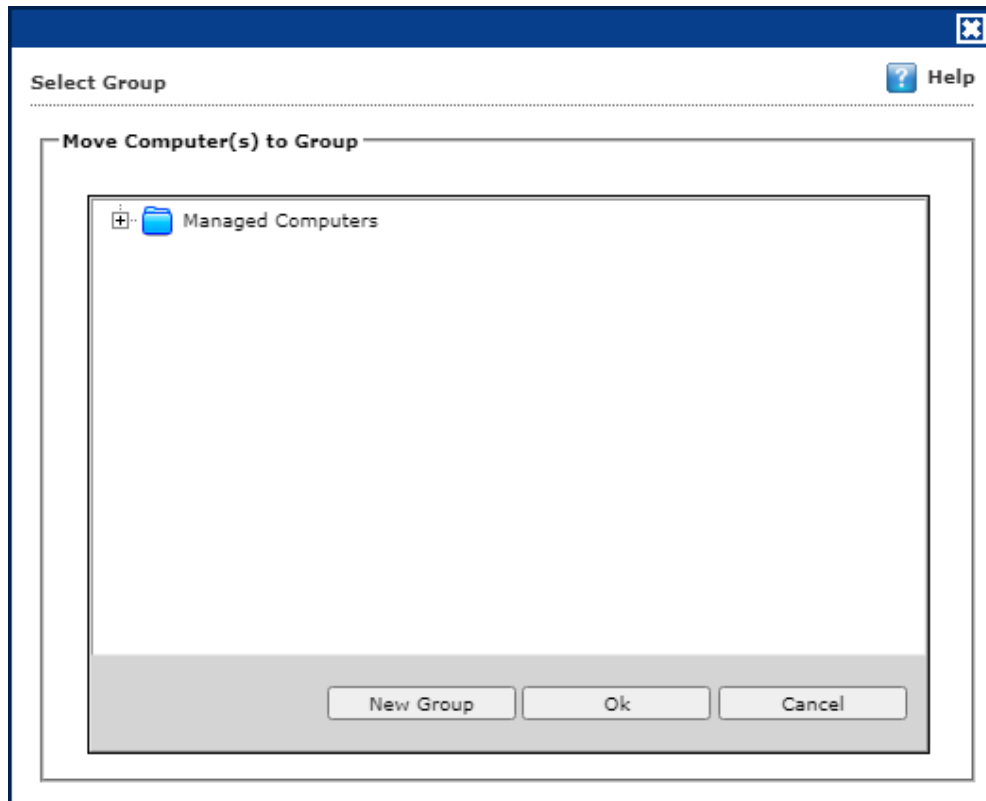 Select Group
? Help
Move Computer(s) to Group
Managed Computers
New Group Ok Cancel